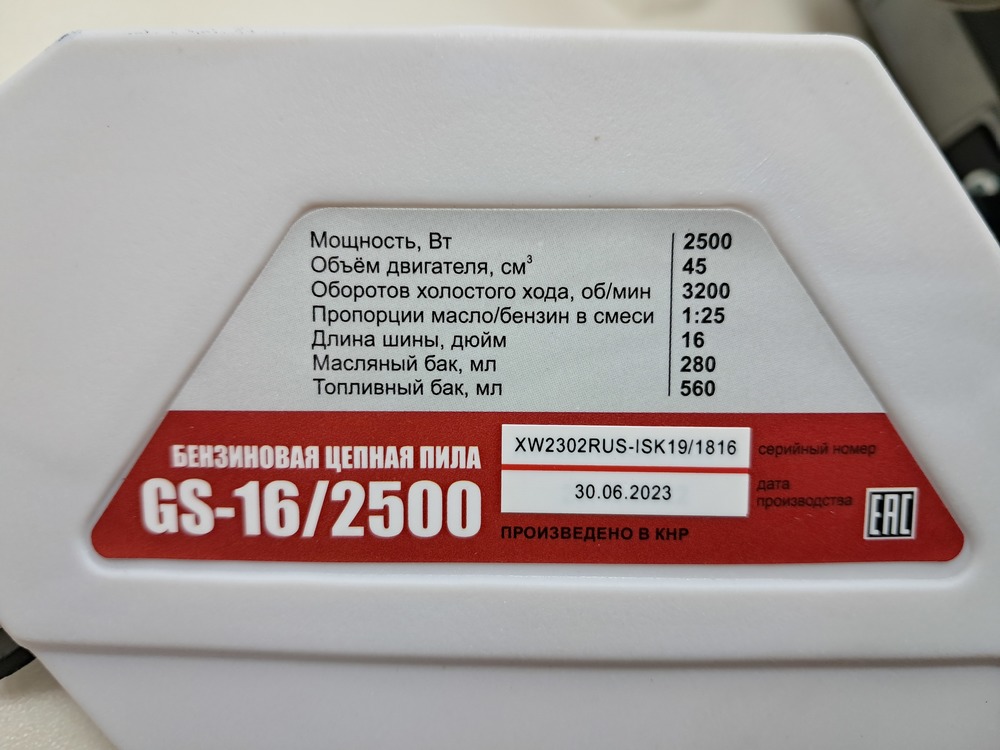 Мощность, Вт 2500
Объём двигателя, см³ 45
Оборотов холостого хода, об/мин 3200
Пропорции масло/бензин в смеси 1:25
Длина шины, дюйм 16
Масляный бак, мл 280
Топливный бак, мл 560
БЕНЗИНОВАЯ ЦЕПНАЯ ПИЛА
GS-16/2500
XW2302RUS-ISK19/1816 серийный номер
30.06.2023 дата
производства
ПРОИЗВЕДЕНО В КНР
EAC